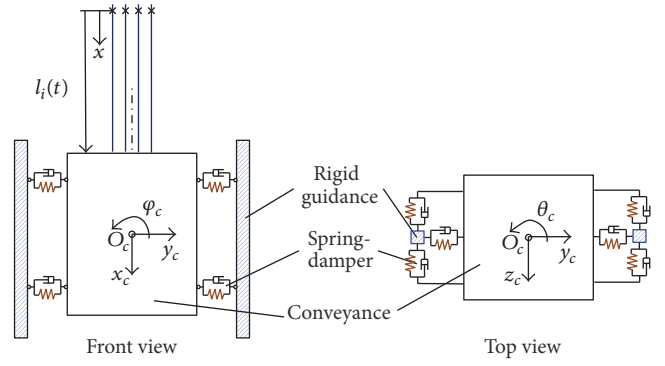 x
l_i(t)
Rigid
guidance
φ_c
O_c
y_c
x_c
Spring-
damper
θ_c
O_c
y_c
z_c
Conveyance
Front view
Top view